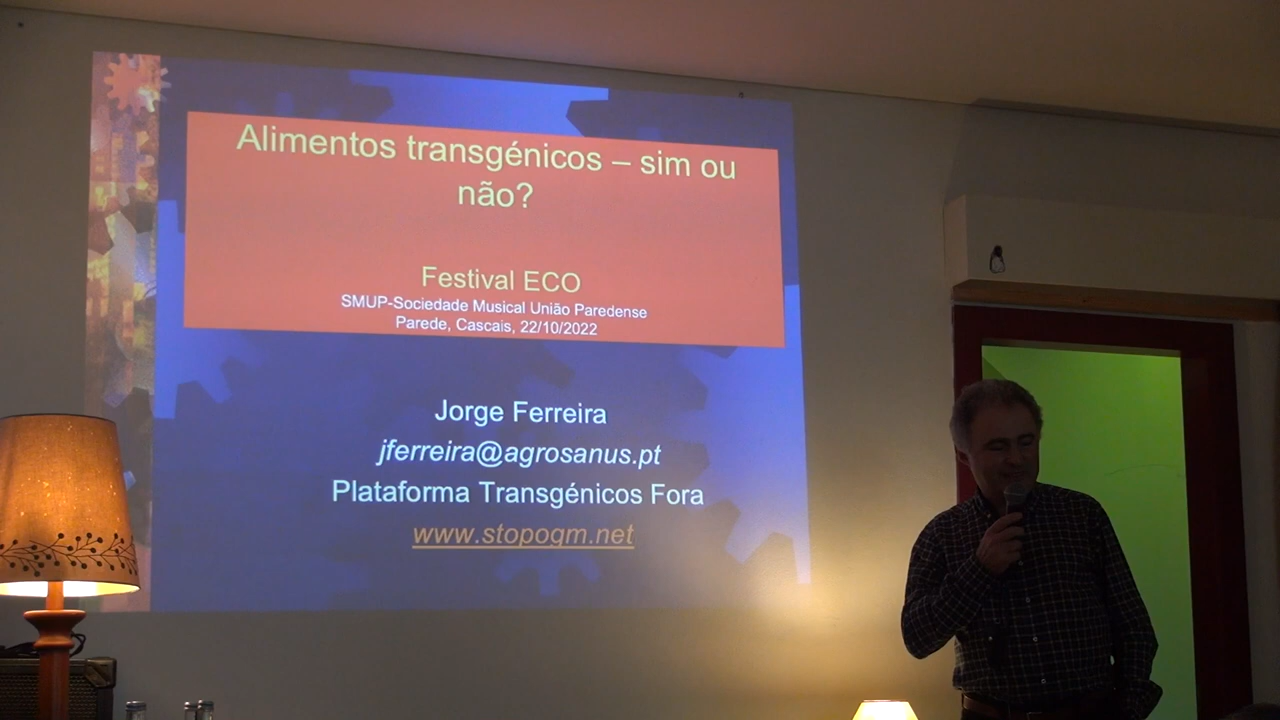 Alimentos transgénicos – sim ou
não?
Festival ECO
SMUP-Sociedade Musical União Paredense
Parede, Cascais, 22/10/2022
Jorge Ferreira
jferreira@agrosanus.pt
Plataforma Transgénicos Fora
www.stopogm.net